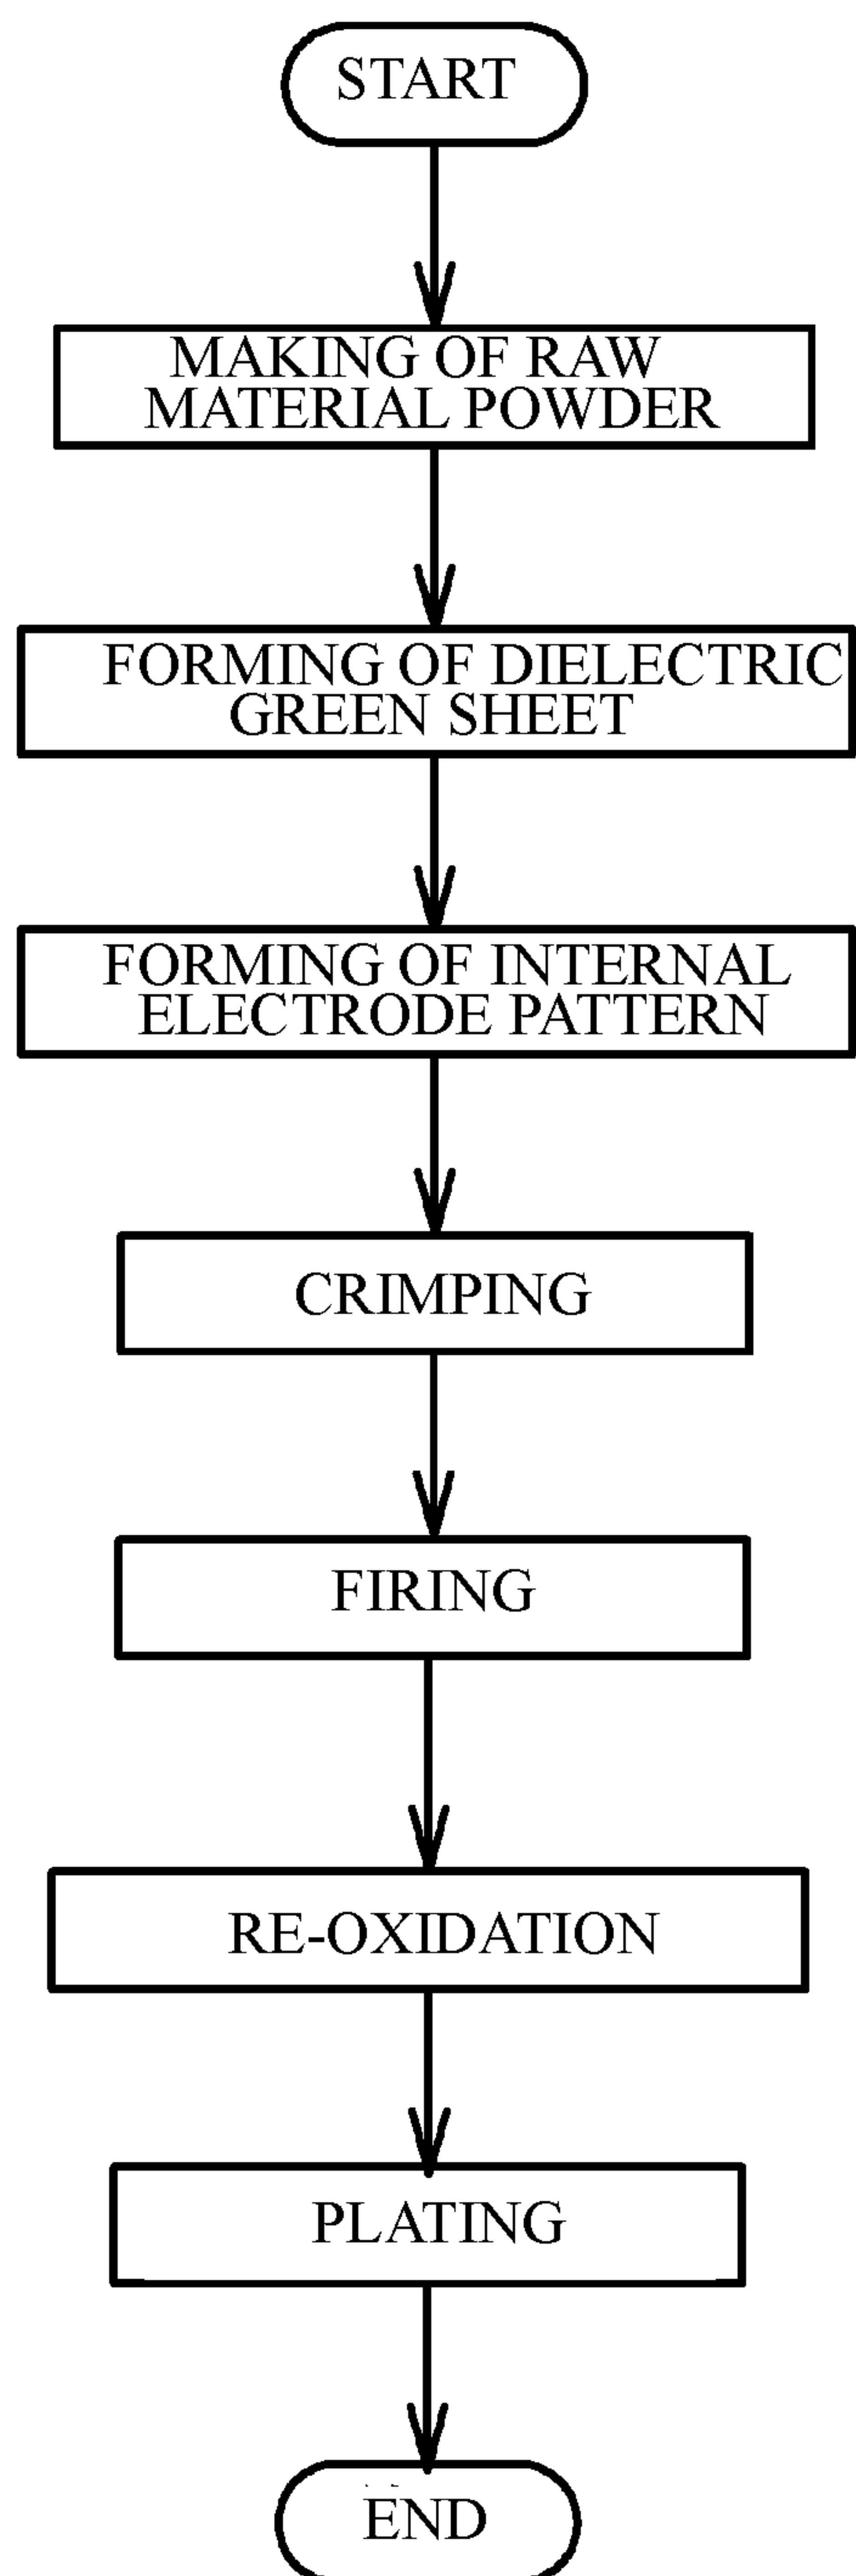 START
MAKING OF RAW
MATERIAL POWDER
FORMING OF DIELECTRIC
GREEN SHEET
FORMING OF INTERNAL
ELECTRODE PATTERN
CRIMPING
FIRING
RE-OXIDATION
PLATING
END